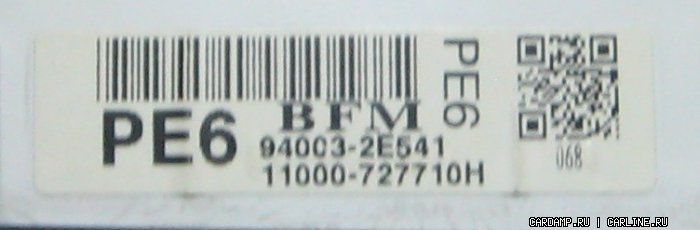 PE6
BFM
PE6
94003-2E541
11000-727710H
068
CARDAMP.RU | CARLINE.RU